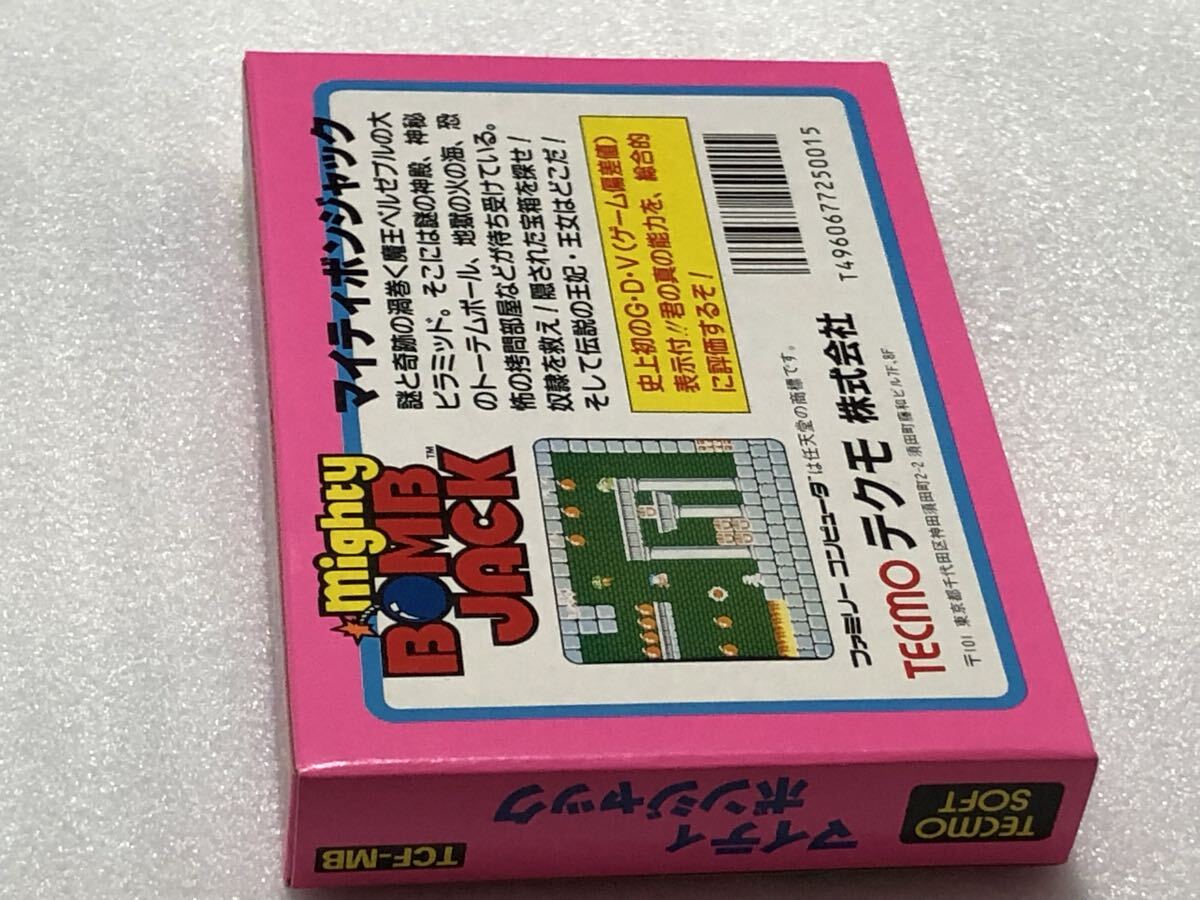 mighty
BOMB
JACK™
マイティボンジャック
謎と奇跡の渦巻く魔王ベルゼブルの大
ピラミッド。そこには謎の神殿、神秘
のトーテムポール、地獄の火の海、恐
怖の拷問部屋などが待ち受けている。
奴隷を救え!隠された宝箱を探せ!
そして伝説の王妃・王女はどこだ!
史上初のG・D・V(ゲーム偏差値)
表示付!!君の真の能力を、総合的
に評価するぞ!
ファミリーコンピュータ™は任天堂の商標です。
TECMO テクモ 株式会社
〒101 東京都千代田区神田須田町2-2 須田町藤和ビル7F、8F
T4960677250015
TCF-MB
マイティ
ボンジャック
TECMO
SOFT